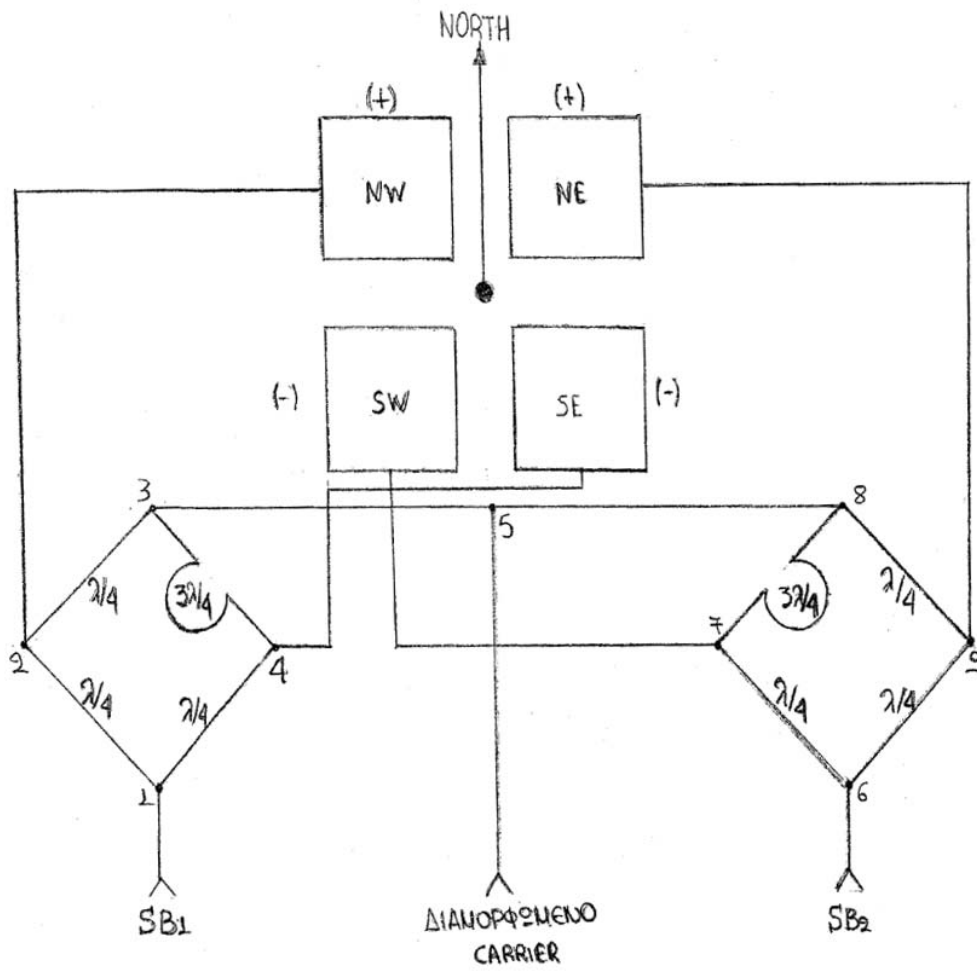 NORTH
(+)
(+)
NW
NE
(-)
SW
SE
(-)
3
5
8
λ/4
3λ/4
3λ/4
λ/4
2
4
7
9
λ/4
λ/4
λ/4
λ/4
1
6
SB1
ΔΙΑΜΟΡΦΩΜΕΝΟ
CARRIER
SB2